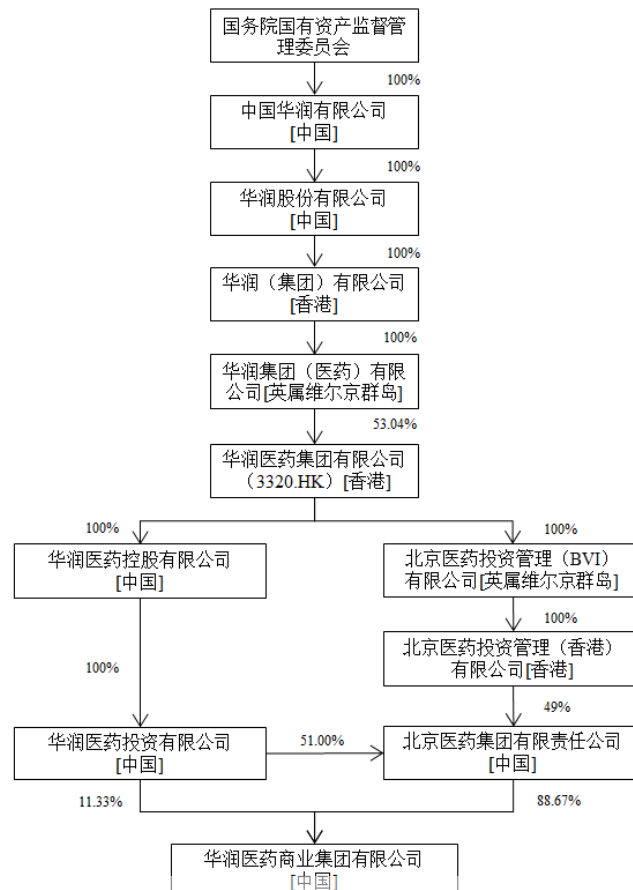 国务院国有资产监督管
理委员会
100%
中国华润有限公司
[中国]
100%
华润股份有限公司
[中国]
100%
华润（集团）有限公司
[香港]
100%
华润集团（医药）有限
公司[英属维尔京群岛]
53.04%
华润医药集团有限公司
（3320.HK）[香港]
100%
100%
华润医药控股有限公司
[中国]
北京医药投资管理（BVI）
有限公司[英属维尔京群岛]
100%
北京医药投资管理（香港）
有限公司[香港]
100%
49%
华润医药投资有限公司
[中国]
51.00%
北京医药集团有限责任公司
[中国]
11.33%
88.67%
华润医药商业集团有限公司
[中国]